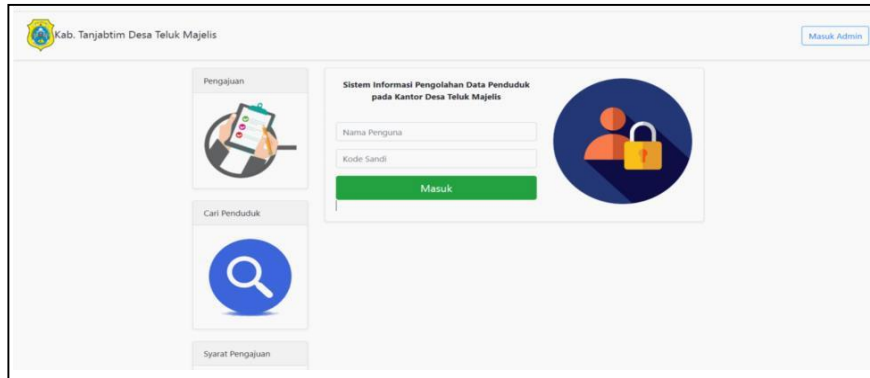 Kab. Tanjabtim Desa Teluk Majelis
Masuk Admin
Pengajuan
Cari Penduduk
Syarat Pengajuan
Sistem Informasi Pengolahan Data Penduduk
pada Kantor Desa Teluk Majelis
Nama Penguna
Kode Sandi
Masuk